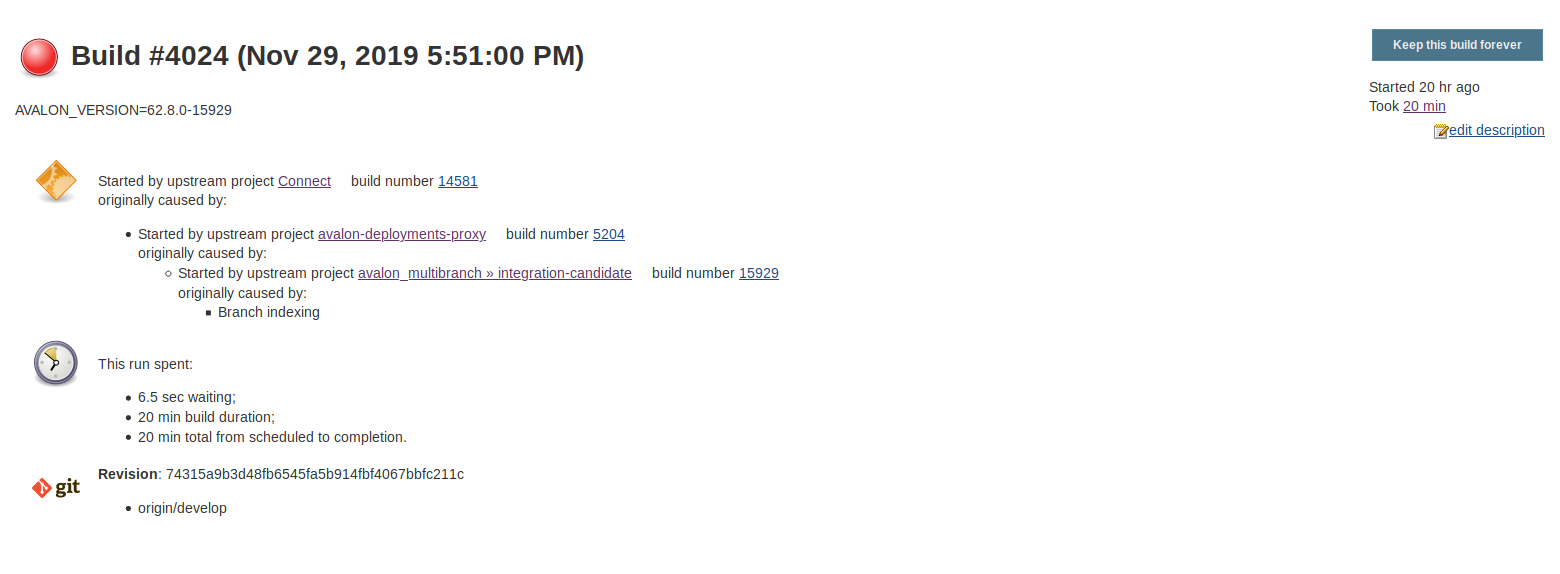 Build #4024 (Nov 29, 2019 5:51:00 PM)
Keep this build forever
Started 20 hr ago
Took 20 min
edit description
AVALON_VERSION=62.8.0-15929
Started by upstream project Connect build number 14581
originally caused by:
Started by upstream project avalon-deployments-proxy build number 5204
originally caused by:
Started by upstream project avalon_multibranch » integration-candidate build number 15929
originally caused by:
Branch indexing
This run spent:
6.5 sec waiting;
20 min build duration;
20 min total from scheduled to completion.
git
Revision: 74315a9b3d48fb6545fa5b914fbf4067bbfc211c
origin/develop